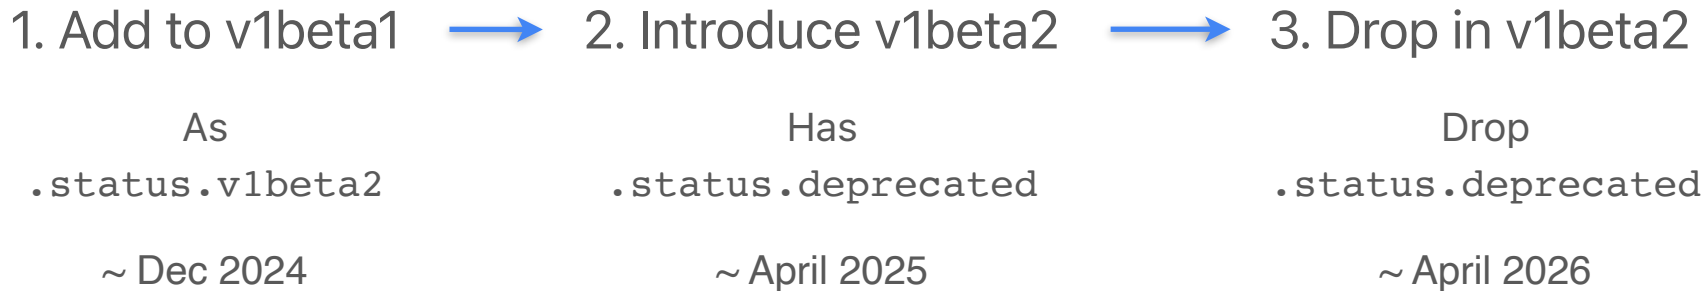 1. Add to v1beta1
As
.status.v1beta2
~ Dec 2024
2. Introduce v1beta2
Has
.status.deprecated
~ April 2025
3. Drop in v1beta2
Drop
.status.deprecated
~ April 2026